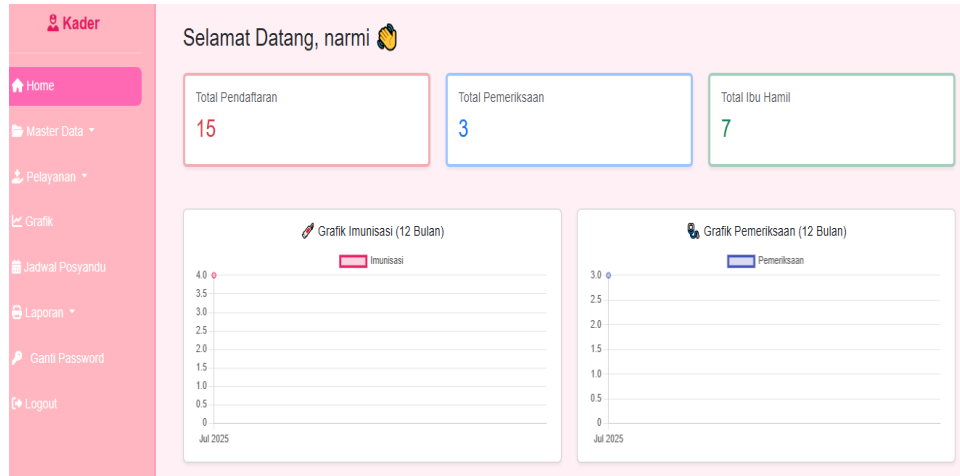 Kader
Home
Master Data
Pelayanan
Grafik
Jadwal Posyandu
Laporan
Ganti Password
Logout
Selamat Datang, narmi 👋
Total Pendaftaran
15
Total Pemeriksaan
3
Total Ibu Hamil
7
Grafik Imunisasi (12 Bulan)
Imunisasi
4.0
3.5
3.0
2.5
2.0
1.5
1.0
0.5
0
Jul 2025
Grafik Pemeriksaan (12 Bulan)
Pemeriksaan
3.0
2.5
2.0
1.5
1.0
0.5
0
Jul 2025